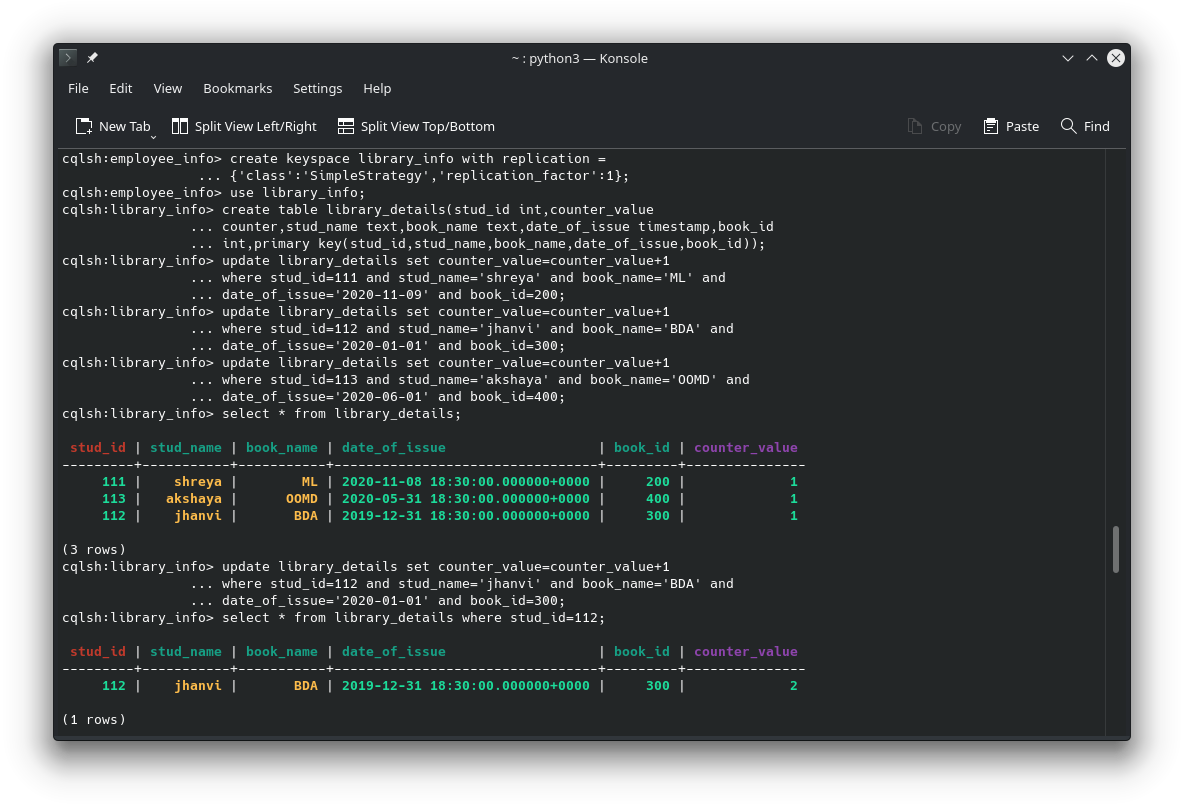 ~ : python3 — Konsole
File Edit View Bookmarks Settings Help
New Tab Split View Left/Right Split View Top/Bottom Copy Paste Find
cqlsh:employee_info> create keyspace library_info with replication =
                 ... {'class':'SimpleStrategy','replication_factor':1};
cqlsh:employee_info> use library_info;
cqlsh:library_info> create table library_details(stud_id int,counter_value
                ... counter,stud_name text,book_name text,date_of_issue timestamp,book_id
                ... int,primary key(stud_id,stud_name,book_name,date_of_issue,book_id));
cqlsh:library_info> update library_details set counter_value=counter_value+1
                ... where stud_id=111 and stud_name='shreya' and book_name='ML' and
                ... date_of_issue='2020-11-09' and book_id=200;
cqlsh:library_info> update library_details set counter_value=counter_value+1
                ... where stud_id=112 and stud_name='jhanvi' and book_name='BDA' and
                ... date_of_issue='2020-01-01' and book_id=300;
cqlsh:library_info> update library_details set counter_value=counter_value+1
                ... where stud_id=113 and stud_name='akshaya' and book_name='OOMD' and
                ... date_of_issue='2020-06-01' and book_id=400;
cqlsh:library_info> select * from library_details;

 stud_id | stud_name | book_name | date_of_issue                   | book_id | counter_value
---------+-----------+-----------+---------------------------------+---------+---------------
     111 |    shreya |        ML | 2020-11-08 18:30:00.000000+0000 |     200 |             1
     113 |   akshaya |      OOMD | 2020-05-31 18:30:00.000000+0000 |     400 |             1
     112 |    jhanvi |       BDA | 2019-12-31 18:30:00.000000+0000 |     300 |             1

(3 rows)
cqlsh:library_info> update library_details set counter_value=counter_value+1
                ... where stud_id=112 and stud_name='jhanvi' and book_name='BDA' and
                ... date_of_issue='2020-01-01' and book_id=300;
cqlsh:library_info> select * from library_details where stud_id=112;

 stud_id | stud_name | book_name | date_of_issue                   | book_id | counter_value
---------+-----------+-----------+---------------------------------+---------+---------------
     112 |    jhanvi |       BDA | 2019-12-31 18:30:00.000000+0000 |     300 |             2

(1 rows)